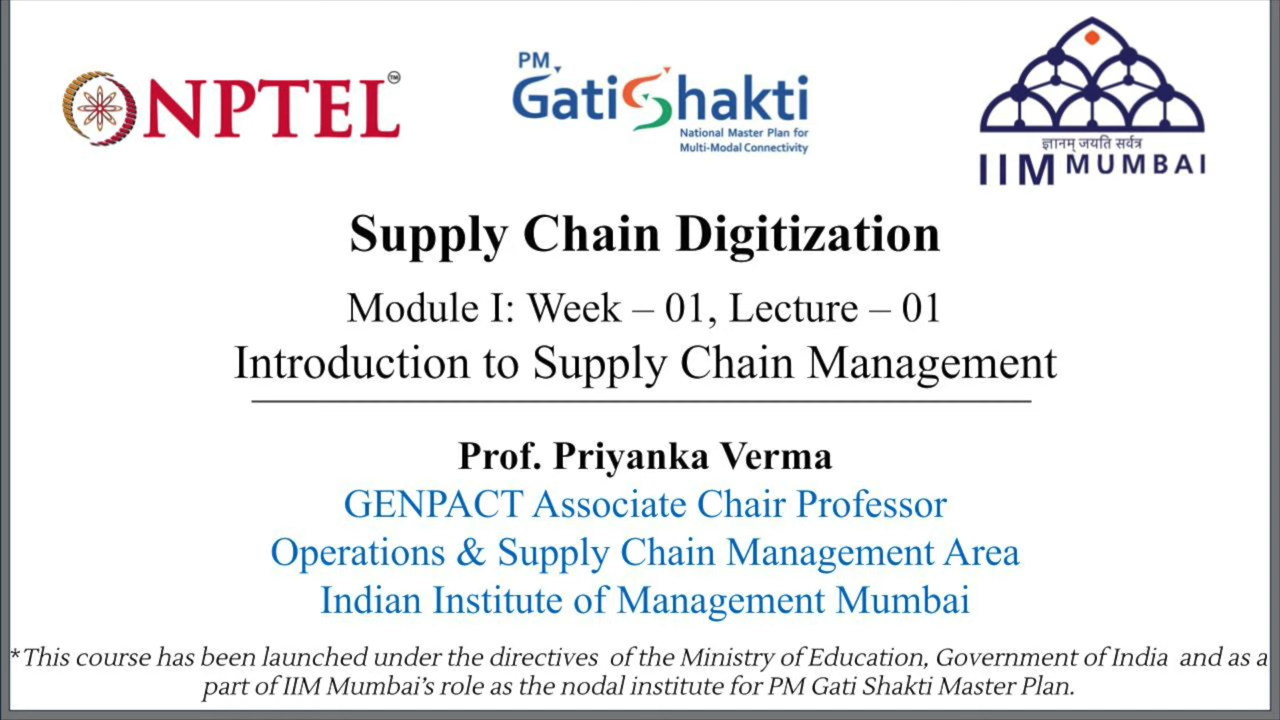 NPTEL™
PM
GatiShakti
National Master Plan for
Multi-Modal Connectivity
ज्ञानम् जयति सर्वत्र
IIM MUMBAI
Supply Chain Digitization
Module I: Week – 01, Lecture – 01
Introduction to Supply Chain Management
Prof. Priyanka Verma
GENPACT Associate Chair Professor
Operations & Supply Chain Management Area
Indian Institute of Management Mumbai
*This course has been launched under the directives of the Ministry of Education, Government of India and as a
part of IIM Mumbai's role as the nodal institute for PM Gati Shakti Master Plan.